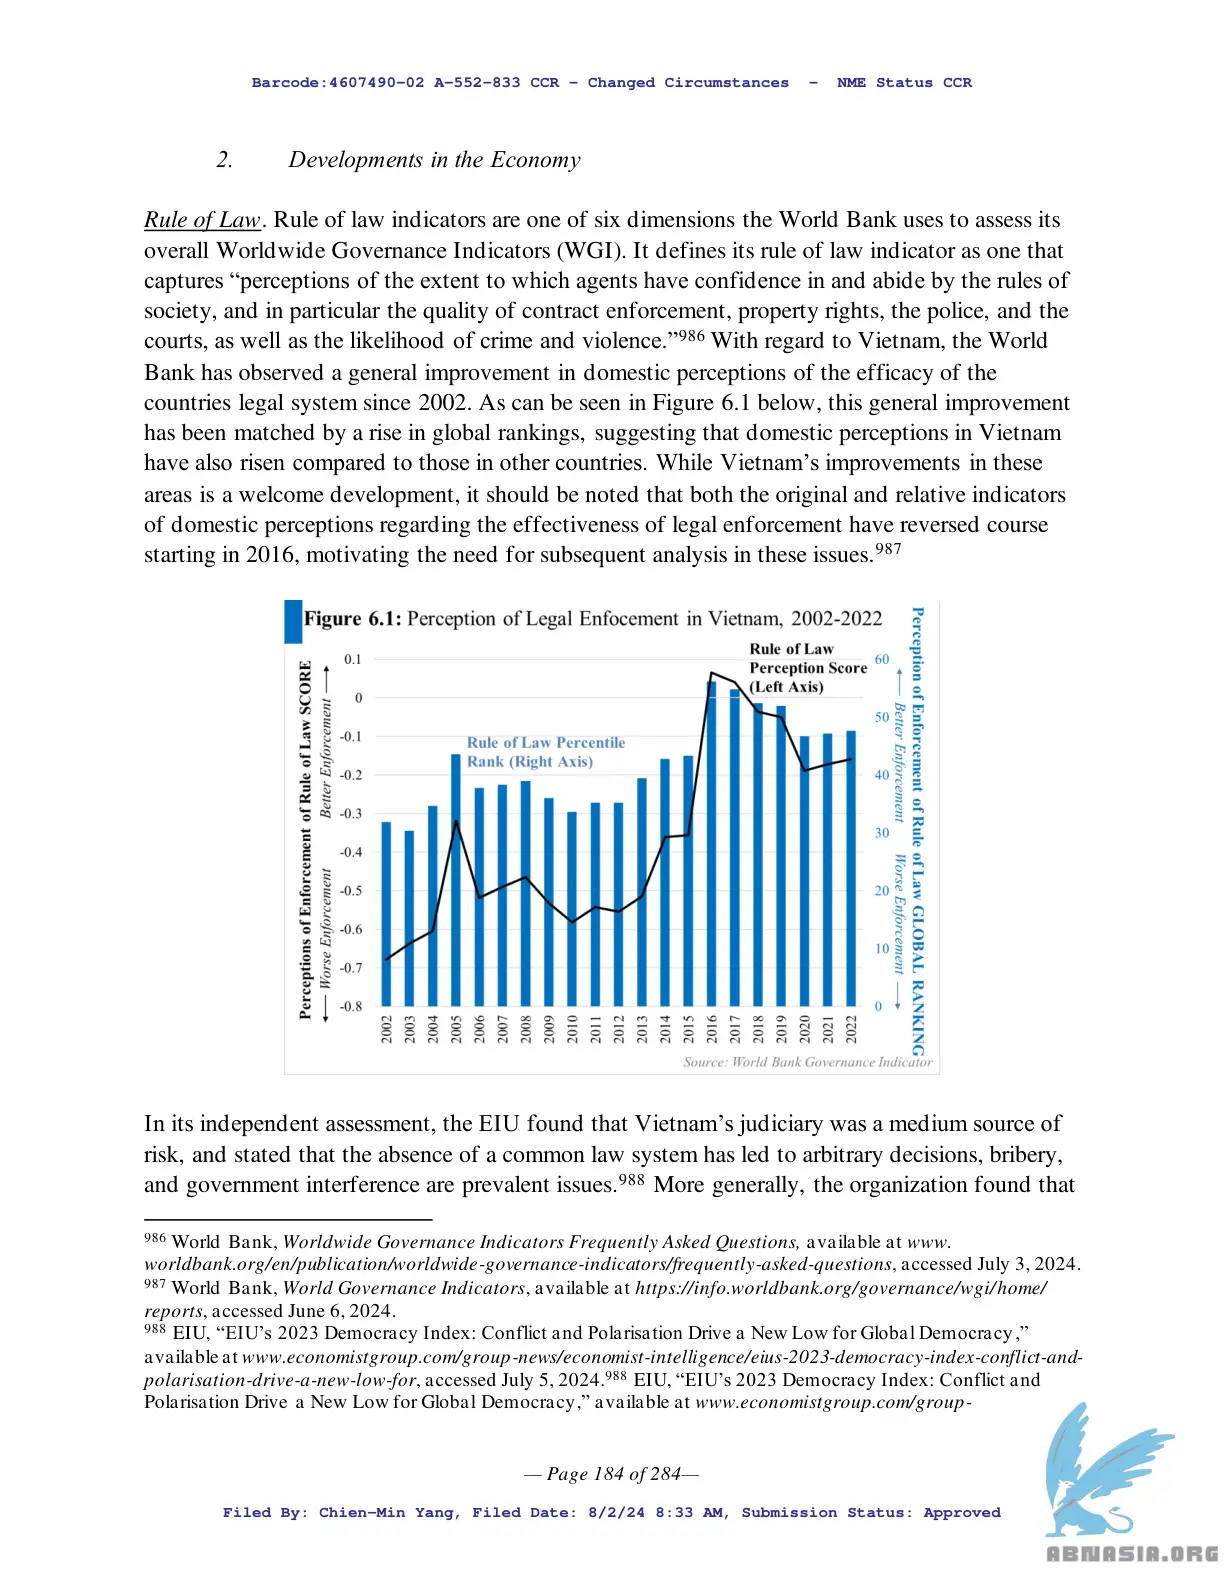 Barcode:4607490-02 A-552-833 CCR - Changed Circumstances - NME Status CCR
2. Developments in the Economy
Rule of Law. Rule of law indicators are one of six dimensions the World Bank uses to assess its
overall Worldwide Governance Indicators (WGI). It defines its rule of law indicator as one that
captures “perceptions of the extent to which agents have confidence in and abide by the rules of
society, and in particular the quality of contract enforcement, property rights, the police, and the
courts, as well as the likelihood of crime and violence.”986 With regard to Vietnam, the World
Bank has observed a general improvement in domestic perceptions of the efficacy of the
countries legal system since 2002. As can be seen in Figure 6.1 below, this general improvement
has been matched by a rise in global rankings, suggesting that domestic perceptions in Vietnam
have also risen compared to those in other countries. While Vietnam’s improvements in these
areas is a welcome development, it should be noted that both the original and relative indicators
of domestic perceptions regarding the effectiveness of legal enforcement have reversed course
starting in 2016, motivating the need for subsequent analysis in these issues.987
Figure 6.1: Perception of Legal Enfocement in Vietnam, 2002-2022
Perceptions of Enforcement of Rule of Law SCORE
Worse Enforcement
Better Enforcement
0.1
0
-0.1
-0.2
-0.3
-0.4
-0.5
-0.6
-0.7
-0.8
Rule of Law Percentile
Rank (Right Axis)
Rule of Law
Perception Score
(Left Axis)
60
50
40
30
20
10
0
Better Enforcement
Worse Enforcement
Perception of Enforcement of Rule of Law GLOBAL RANKING
2002 2003 2004 2005 2006 2007 2008 2009 2010 2011 2012 2013 2014 2015 2016 2017 2018 2019 2020 2021 2022
Source: World Bank Governance Indicator
In its independent assessment, the EIU found that Vietnam’s judiciary was a medium source of
risk, and stated that the absence of a common law system has led to arbitrary decisions, bribery,
and government interference are prevalent issues.988 More generally, the organization found that
986 World Bank, Worldwide Governance Indicators Frequently Asked Questions, available at www.
worldbank.org/en/publication/worldwide-governance-indicators/frequently-asked-questions, accessed July 3, 2024.
987 World Bank, World Governance Indicators, available at https://info.worldbank.org/governance/wgi/home/
reports, accessed June 6, 2024.
988 EIU, “EIU’s 2023 Democracy Index: Conflict and Polarisation Drive a New Low for Global Democracy,”
available at www.economistgroup.com/group-news/economist-intelligence/eius-2023-democracy-index-conflict-and-
polarisation-drive-a-new-low-for, accessed July 5, 2024.988 EIU, “EIU’s 2023 Democracy Index: Conflict and
Polarisation Drive a New Low for Global Democracy,” available at www.economistgroup.com/group-
— Page 184 of 284—
Filed By: Chien-Min Yang, Filed Date: 8/2/24 8:33 AM, Submission Status: Approved
ABNASIA.ORG